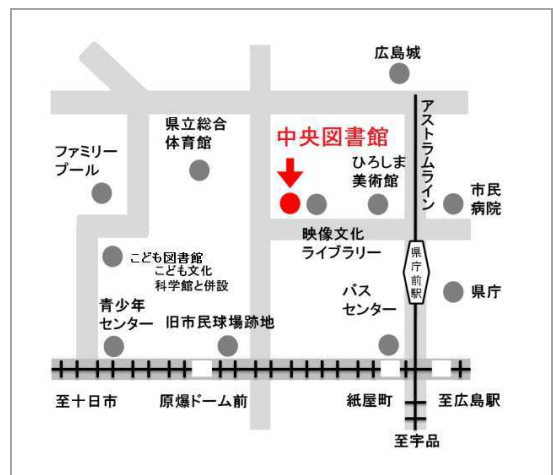 広島城
県立総合
体育館
中央図書館
アストラムライン
ファミリー
プール
ひろしま
美術館
市民
病院
映像文化
ライブラリー
こども図書館
こども文化
科学館と併設
県庁前駅
バス
センター
県庁
青少年
センター
旧市民球場跡地
至十日市
原爆ドーム前
紙屋町
至広島駅
至宇品